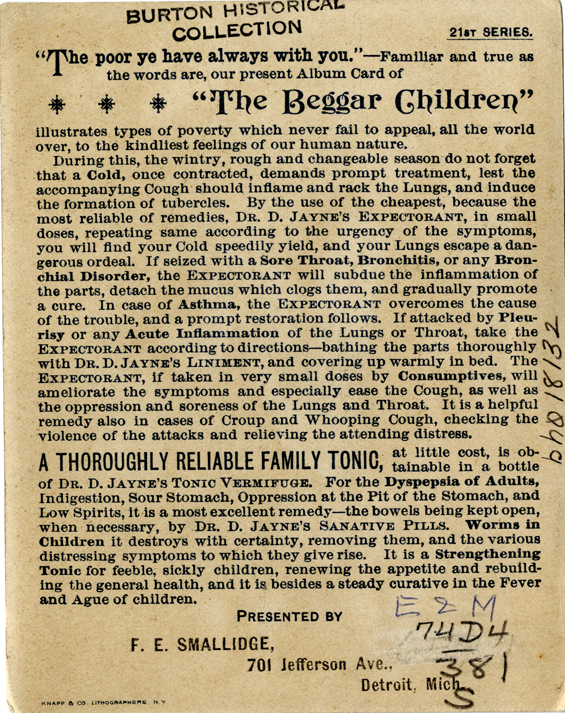 BURTON HISTORICAL
COLLECTION
21ST SERIES.
"The poor ye have always with you."—Familiar and true as
the words are, our present Album Card of
"The Beggar Children"
illustrates types of poverty which never fail to appeal, all the world
over, to the kindliest feelings of our human nature.
During this, the wintry, rough and changeable season do not forget
that a Cold, once contracted, demands prompt treatment, lest the
accompanying Cough should inflame and rack the Lungs, and induce
the formation of tubercles. By the use of the cheapest, because the
most reliable of remedies, DR. D. JAYNE'S EXPECTORANT, in small
doses, repeating same according to the urgency of the symptoms,
you will find your Cold speedily yield, and your Lungs escape a dan-
gerous ordeal. If seized with a Sore Throat, Bronchitis, or any Bron-
chial Disorder, the EXPECTORANT will subdue the inflammation of
the parts, detach the mucus which clogs them, and gradually promote
a cure. In case of Asthma, the EXPECTORANT overcomes the cause
of the trouble, and a prompt restoration follows. If attacked by Pleu-
risy or any Acute Inflammation of the Lungs or Throat, take the
EXPECTORANT according to directions—bathing the parts thoroughly
with DR. D. JAYNE'S LINIMENT, and covering up warmly in bed. The
EXPECTORANT, if taken in very small doses by Consumptives, will
ameliorate the symptoms and especially ease the Cough, as well as
the oppression and soreness of the Lungs and Throat. It is a helpful
remedy also in cases of Croup and Whooping Cough, checking the
violence of the attacks and relieving the attending distress.
A THOROUGHLY RELIABLE FAMILY TONIC, at little cost, is ob-
tainable in a bottle
of DR. D. JAYNE'S TONIC VERMIFUGE. For the Dyspepsia of Adults,
Indigestion, Sour Stomach, Oppression at the Pit of the Stomach, and
Low Spirits, it is a most excellent remedy—the bowels being kept open,
when necessary, by DR. D. JAYNE'S SANATIVE PILLS. Worms in
Children it destroys with certainty, removing them, and the various
distressing symptoms to which they give rise. It is a Strengthening
Tonic for feeble, sickly children, renewing the appetite and rebuild-
ing the general health, and it is besides a steady curative in the Fever
and Ague of children.
PRESENTED BY
F. E. SMALLIDGE,
701 Jefferson Ave.,
Detroit, Mich.
E & M
74D4
381
S
bh018132
KNAPP & CO. LITHOGRAPHERS N.Y